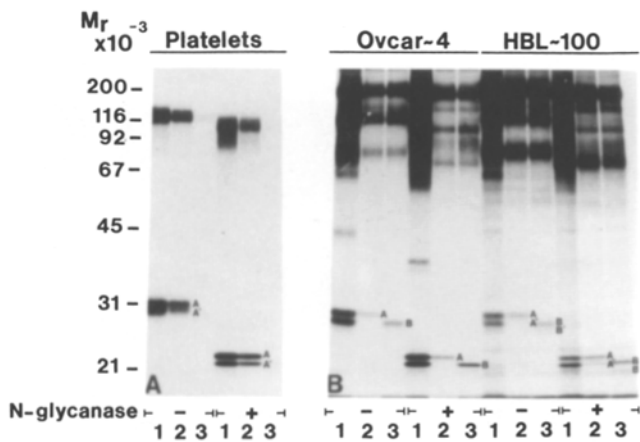 Mr x10-3
Platelets
Ovcar~4 HBL~100
200
116
92
67
45
31
21
A
A'
A
A'
A
B
A
B
A
B
A
B
B
A
B
B
A B
N-glycanase - + - + - +
1 2 3 1 2 3 1 2 3 1 2 3 1 2 3 1 2 3